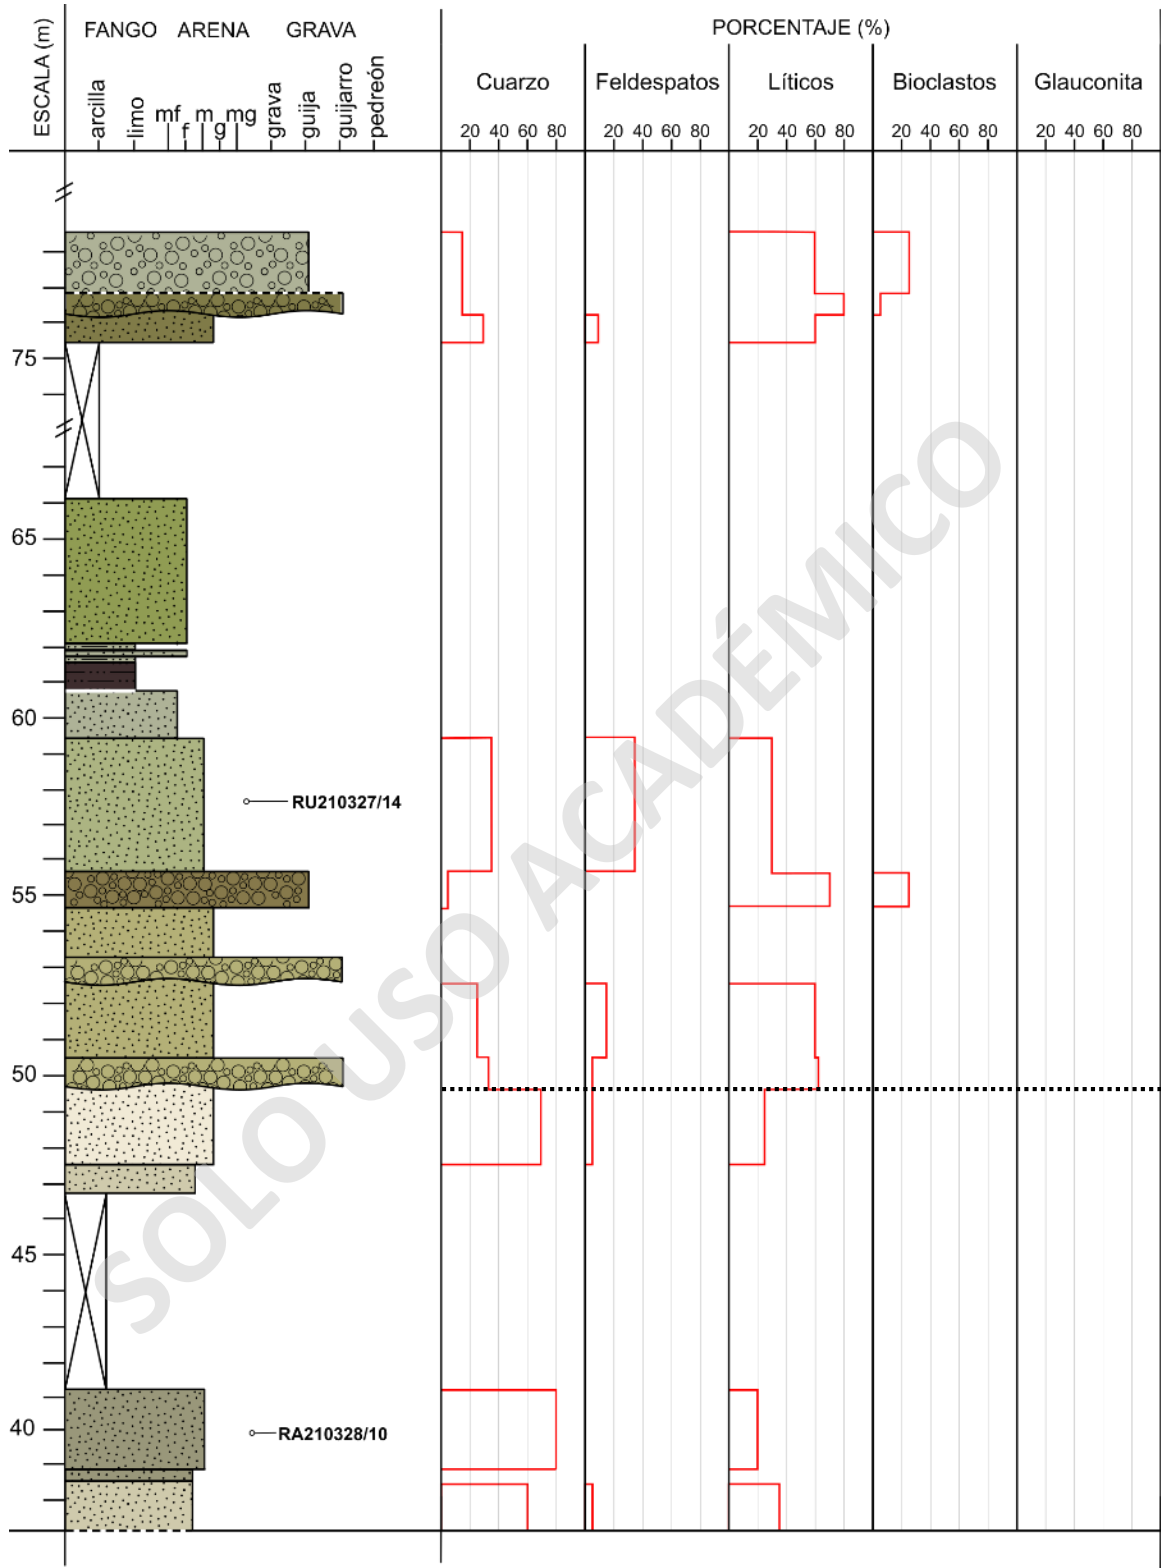 ESCALA (m)
FANGO ARENA GRAVA
arcilla limo mf f m g mg grava guija guijarro pedreón
PORCENTAJE (%)
Cuarzo Feldespatos Líticos Bioclastos Glauconita
20 40 60 80 20 40 60 80 20 40 60 80 20 40 60 80 20 40 60 80
75
65
60
RU210327/14
55
50
45
40
RA210328/10
SOLO USO ACADÉMICO